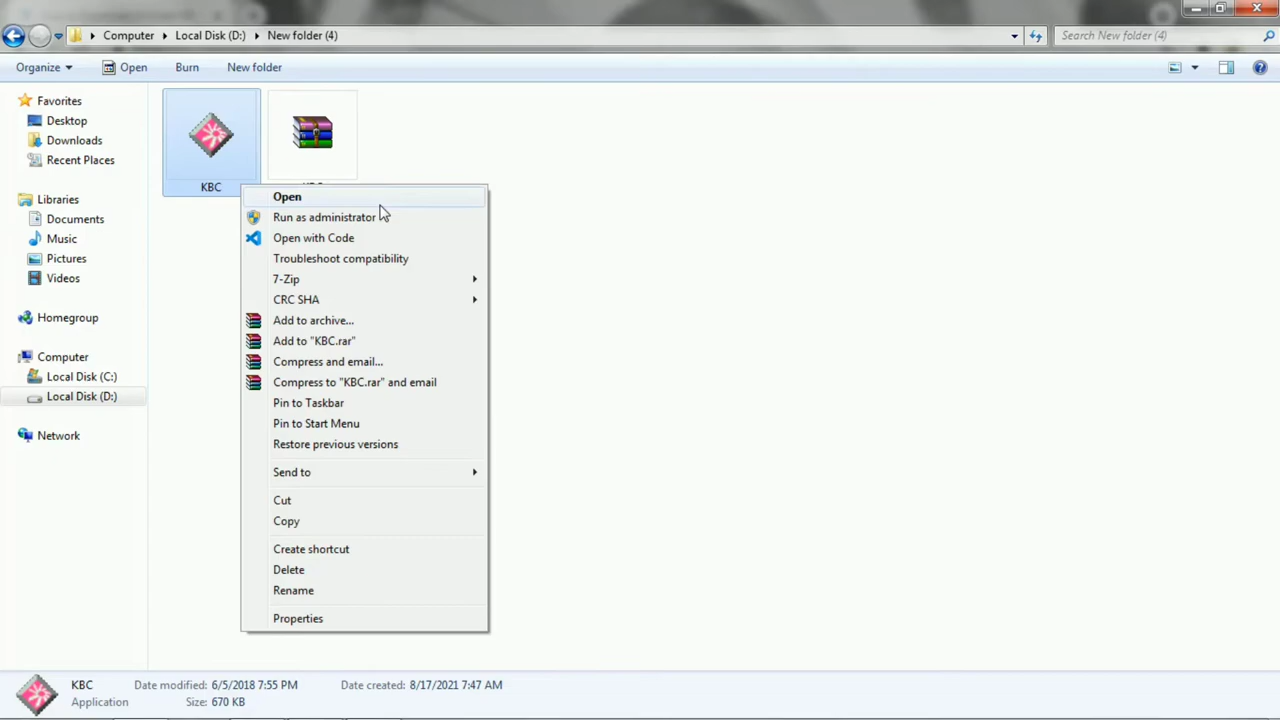 Computer Local Disk (D:) New folder (4) Search New folder (4)
Organize Open Burn New folder
Favorites
Desktop
Downloads
Recent Places
Libraries
Documents
Music
Pictures
Videos
Homegroup
Computer
Local Disk (C:)
Local Disk (D:)
Network
KBC
Open
Run as administrator
Open with Code
Troubleshoot compatibility
7-Zip
CRC SHA
Add to archive...
Add to "KBC.rar"
Compress and email...
Compress to "KBC.rar" and email
Pin to Taskbar
Pin to Start Menu
Restore previous versions
Send to
Cut
Copy
Create shortcut
Delete
Rename
Properties
KBC Date modified: 6/5/2018 7:55 PM Date created: 8/17/2021 7:47 AM
Application Size: 670 KB